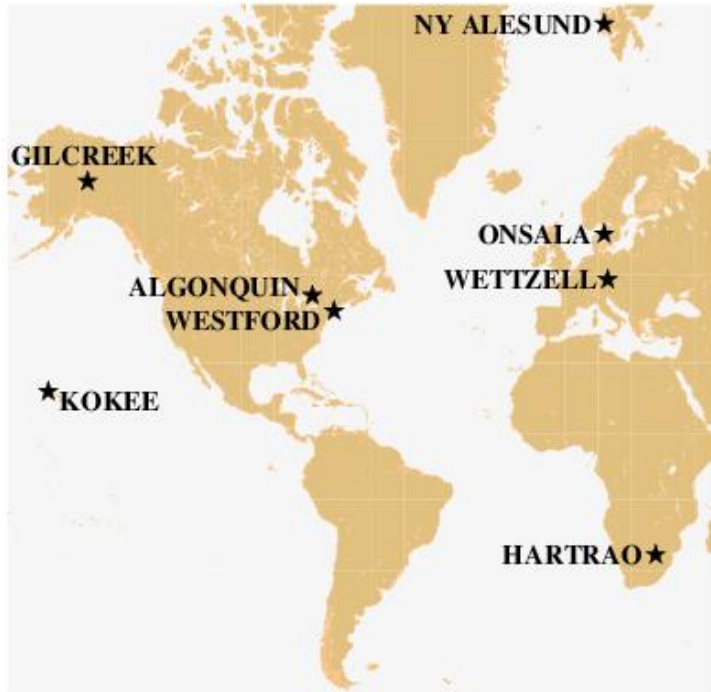 NY ALESUND
GILCREEK
ONSALA
WETTZELL
ALGONQUIN
WESTFORD
KOKEE
HARTRAO